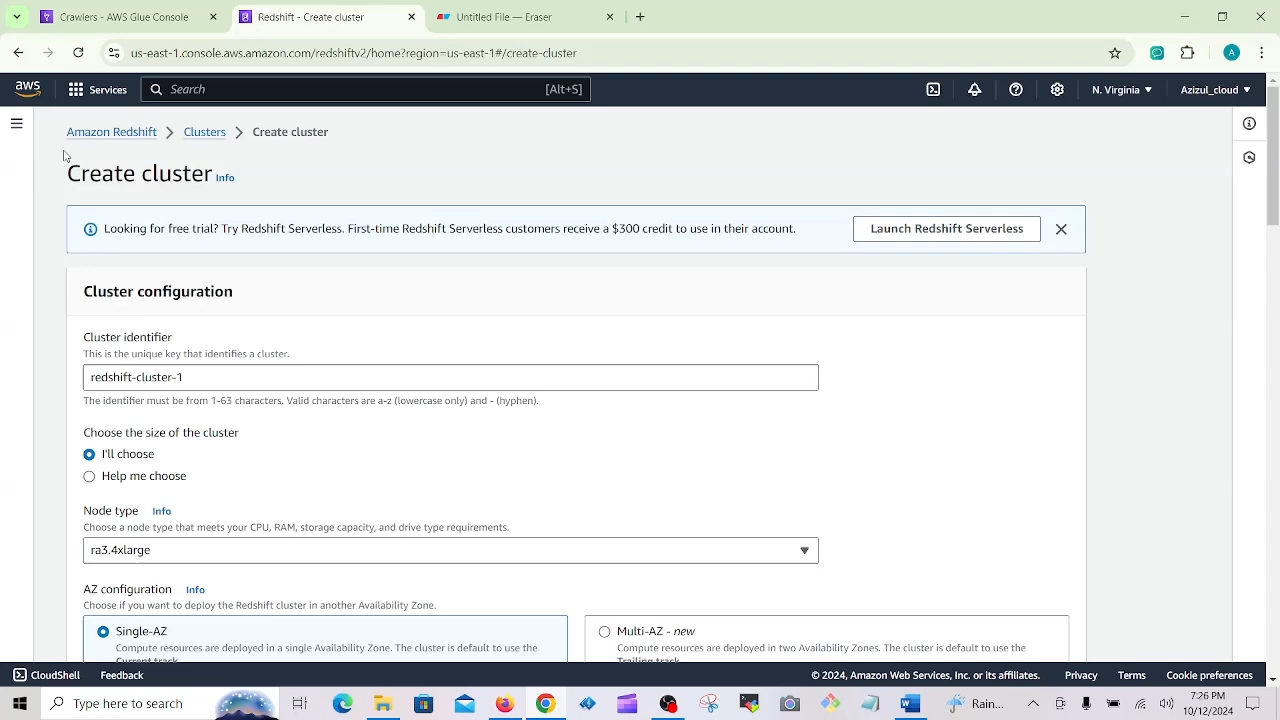 Crawlers - AWS Glue Console
Redshift - Create cluster
Untitled File — Eraser
us-east-1.console.aws.amazon.com/redshiftv2/home?region=us-east-1#/create-cluster
A
aws
Services
Search
[Alt+S]
N. Virginia
Azizul_cloud
Amazon Redshift
Clusters
Create cluster
Create cluster
Info
Looking for free trial? Try Redshift Serverless. First-time Redshift Serverless customers receive a $300 credit to use in their account.
Launch Redshift Serverless
Cluster configuration
Cluster identifier
This is the unique key that identifies a cluster.
redshift-cluster-1
The identifier must be from 1-63 characters. Valid characters are a-z (lowercase only) and - (hyphen).
Choose the size of the cluster
I'll choose
Help me choose
Node type
Info
Choose a node type that meets your CPU, RAM, storage capacity, and drive type requirements.
ra3.4xlarge
AZ configuration
Info
Choose if you want to deploy the Redshift cluster in another Availability Zone.
Single-AZ
Compute resources are deployed in a single Availability Zone. The cluster is default to use the
Current track.
Multi-AZ - new
Compute resources are deployed in two Availability Zones. The cluster is default to use the
Trailing track.
CloudShell
Feedback
© 2024, Amazon Web Services, Inc. or its affiliates.
Privacy
Terms
Cookie preferences
Type here to search
Rain...
7:26 PM
10/12/2024